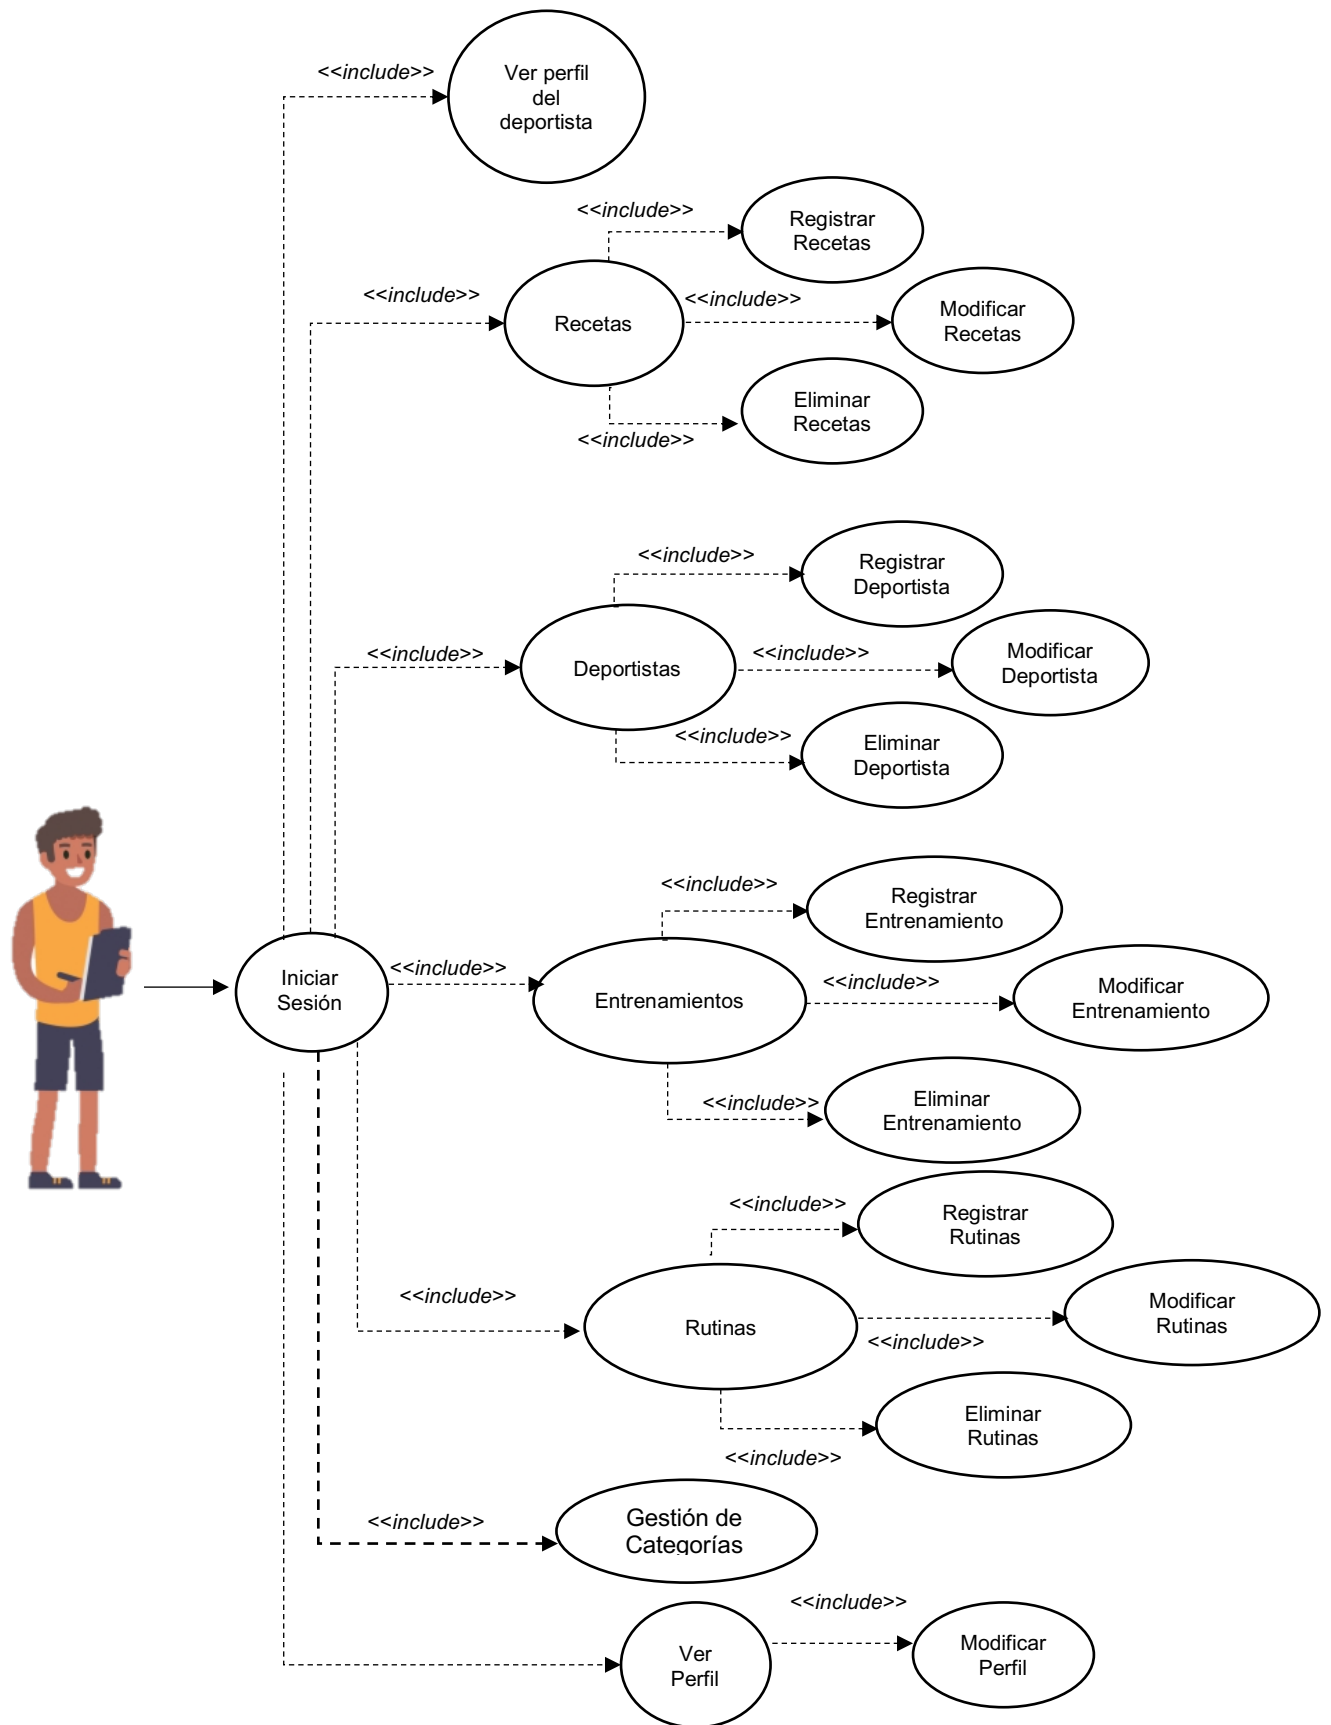 <<include>>
Ver perfil
del
deportista
<<include>>
Registrar
Recetas
<<include>>
Recetas
<<include>>
Modificar
Recetas
<<include>>
Eliminar
Recetas
<<include>>
Registrar
Deportista
<<include>>
Deportistas
<<include>>
Modificar
Deportista
<<include>>
Eliminar
Deportista
<<include>>
Registrar
Entrenamiento
Iniciar
Sesión
<<include>>
Entrenamientos
<<include>>
Modificar
Entrenamiento
<<include>>
Eliminar
Entrenamiento
<<include>>
Registrar
Rutinas
<<include>>
Rutinas
<<include>>
Modificar
Rutinas
<<include>>
Eliminar
Rutinas
<<include>>
Gestión de
Categorías
Ver
Perfil
<<include>>
Modificar
Perfil